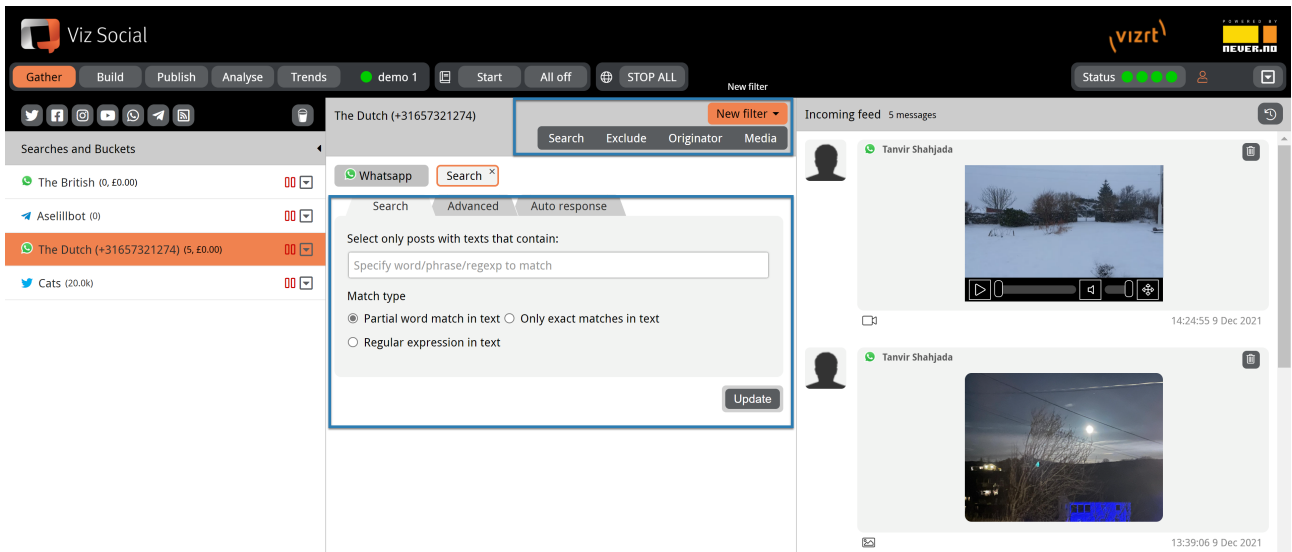 Viz Social
vizrt
POWERED BY
NEVER.NO
Gather Build Publish Analyse Trends demo 1 Start All off STOP ALL
New filter
Status
The Dutch (+31657321274)
New filter
Search Exclude Originator Media
Incoming feed 5 messages
Searches and Buckets
The British (0, £0.00)
Aselillbot (0)
The Dutch (+31657321274) (5, £0.00)
Cats (20.0k)
Whatsapp Search ×
Search Advanced Auto response
Select only posts with texts that contain:
Specify word/phrase/regexp to match
Match type
Partial word match in text Only exact matches in text
Regular expression in text
Update
Tanvir Shahjada
14:24:55 9 Dec 2021
Tanvir Shahjada
13:39:06 9 Dec 2021